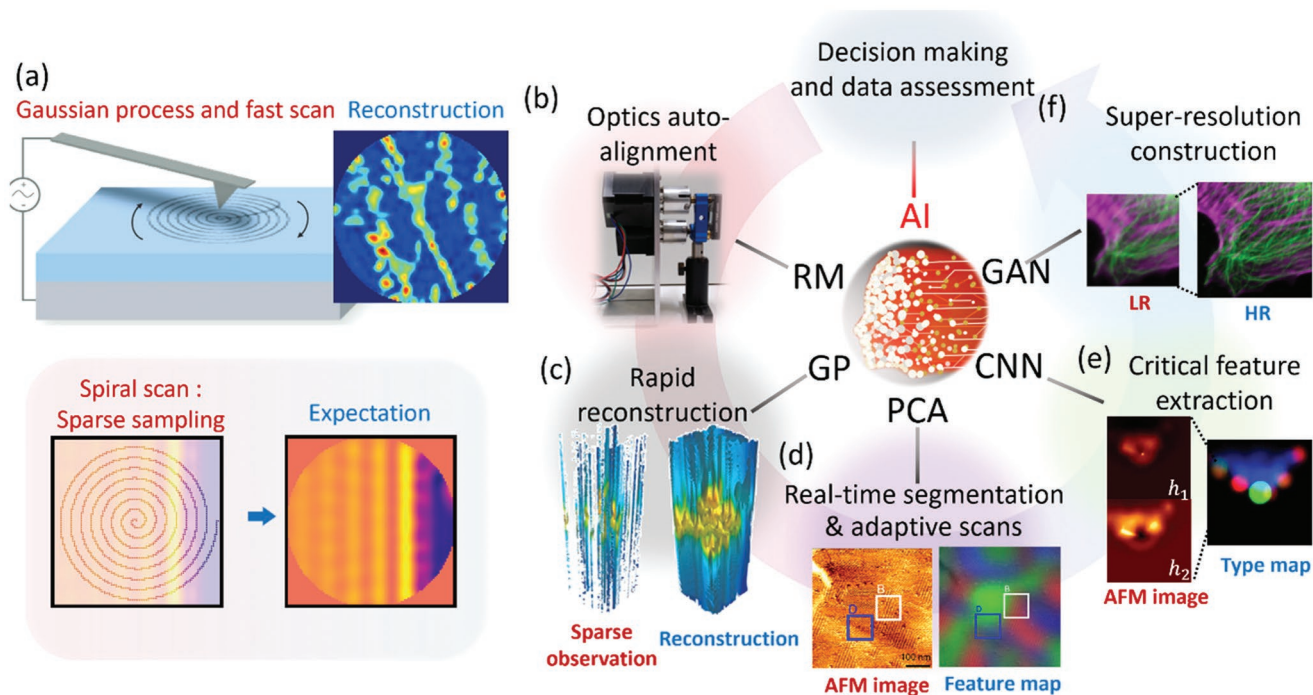 (a)
Gaussian process and fast scan
Reconstruction
Spiral scan :
Sparse sampling
Expectation
(b)
Optics auto-
alignment
Decision making
and data assessment
AI
RM
GAN
GP
CNN
PCA
(c)
Rapid
reconstruction
Sparse
observation
Reconstruction
(d)
Real-time segmentation
& adaptive scans
B
D
400 nm
AFM image
B
D
Feature map
(e)
Critical feature
extraction
h₁
h₂
AFM image
Type map
(f)
Super-resolution
construction
LR
HR